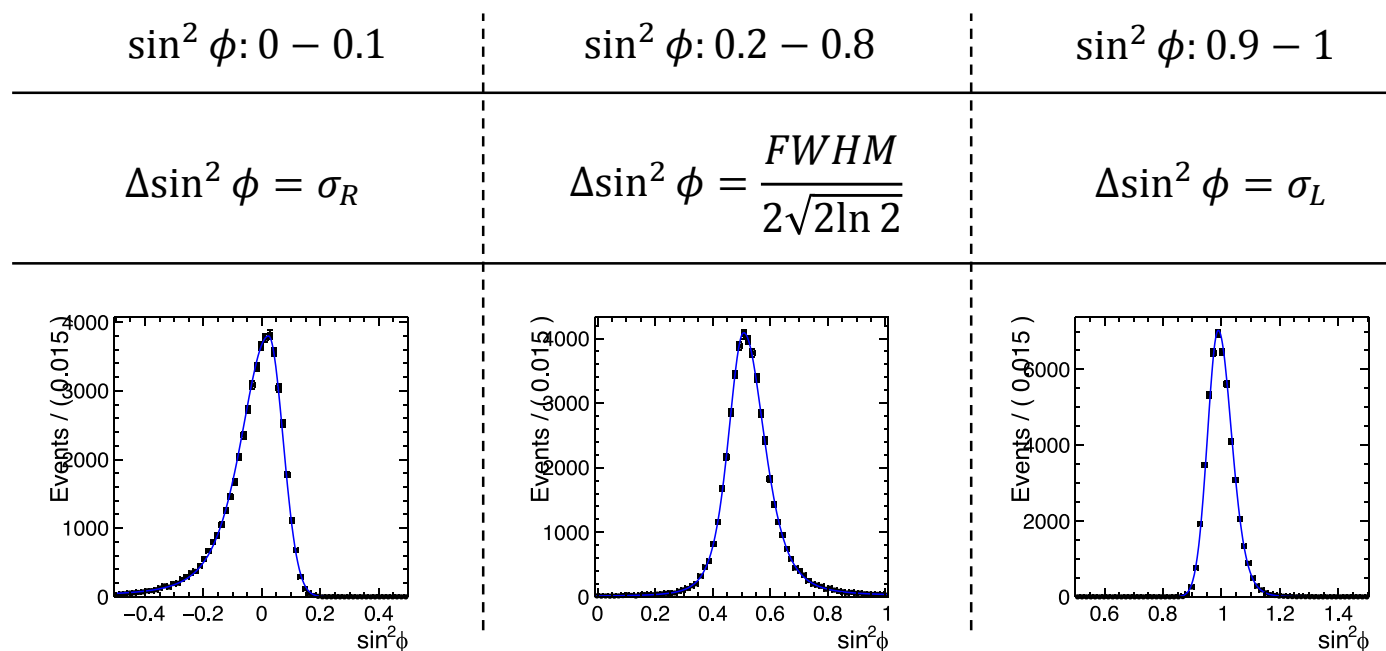 sin² ϕ: 0 − 0.1
sin² ϕ: 0.2 − 0.8
sin² ϕ: 0.9 − 1
Δsin² ϕ = σ_R
Δsin² ϕ = FWHM / 2√2ln 2
Δsin² ϕ = σ_L
Events / ( 0.015 )
4000
3000
2000
1000
0
−0.4 −0.2 0 0.2 0.4
sin²ϕ
Events / ( 0.015 )
4000
3000
2000
1000
0
0 0.2 0.4 0.6 0.8 1
sin²ϕ
Events / ( 0.015 )
6000
4000
2000
0
0.6 0.8 1 1.2 1.4
sin²ϕ